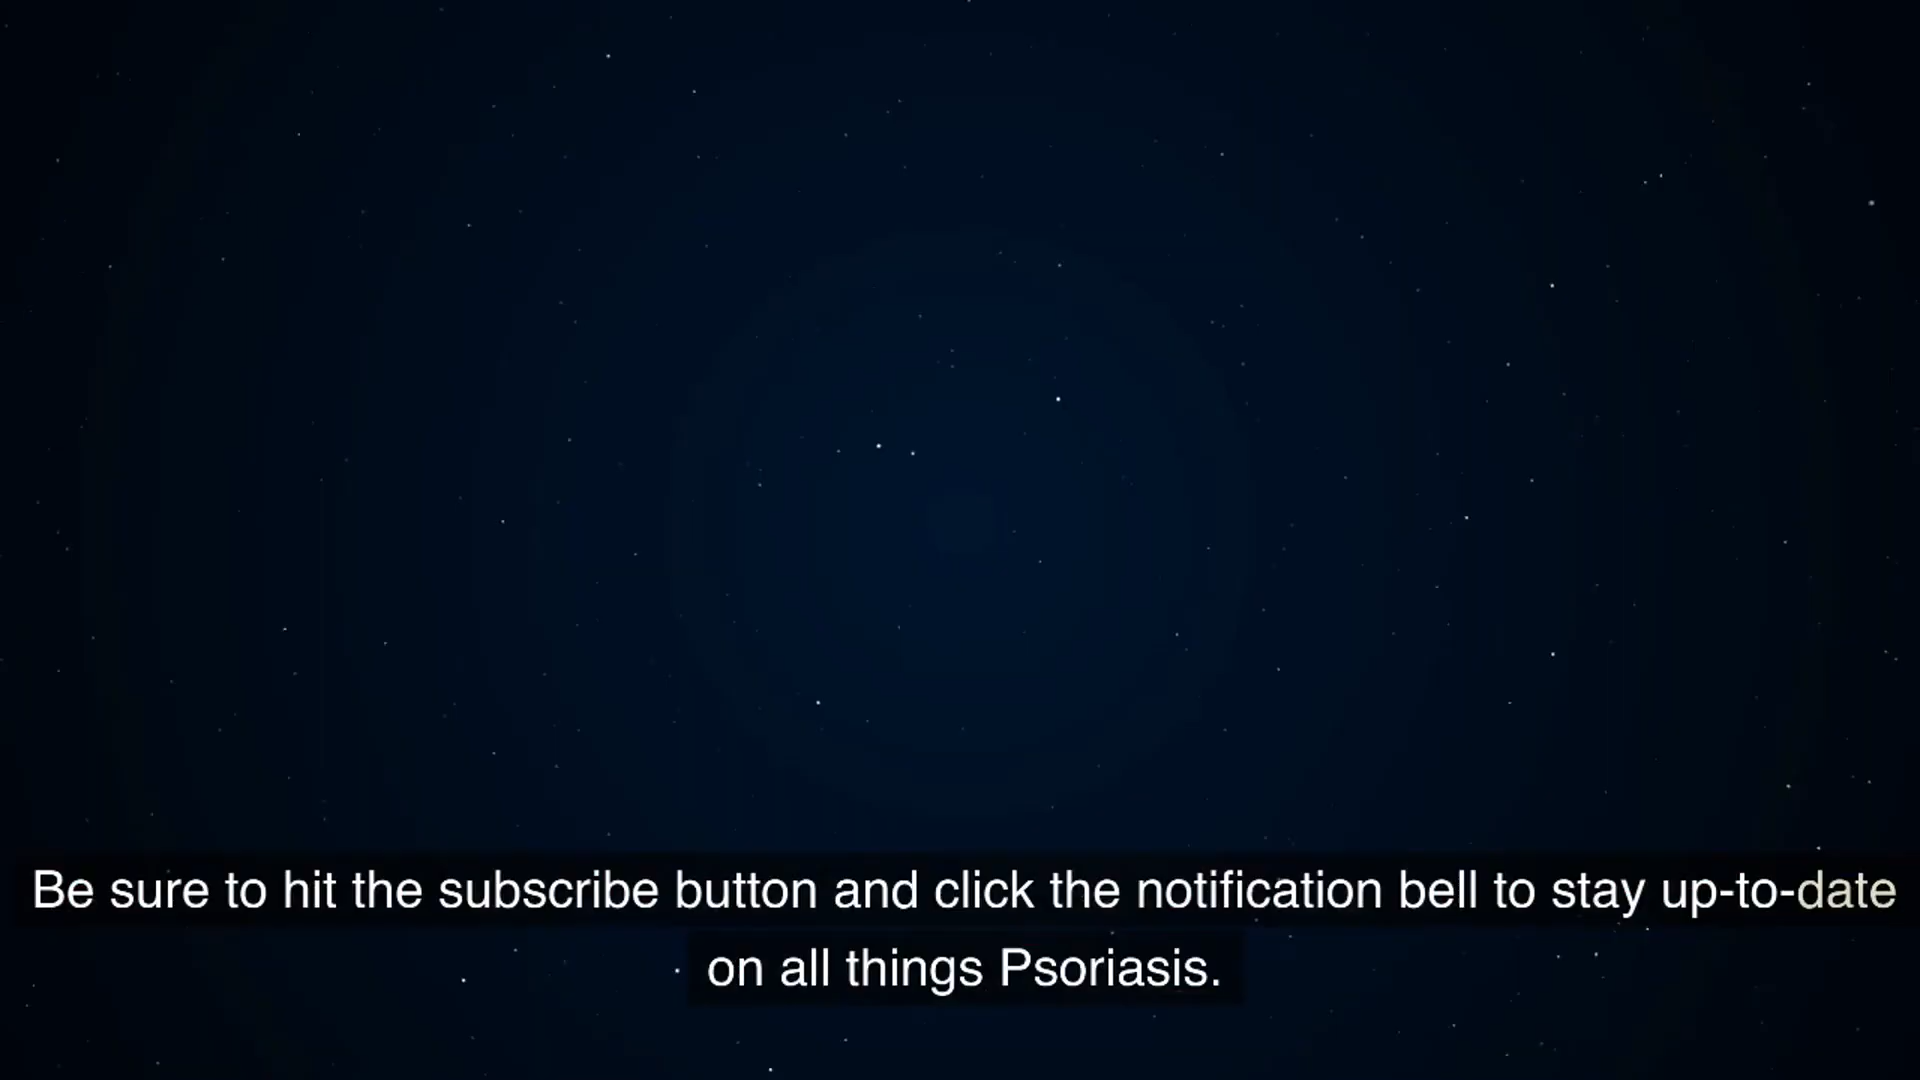 Be sure to hit the subscribe button and click the notification bell to stay up-to-date
on all things Psoriasis.